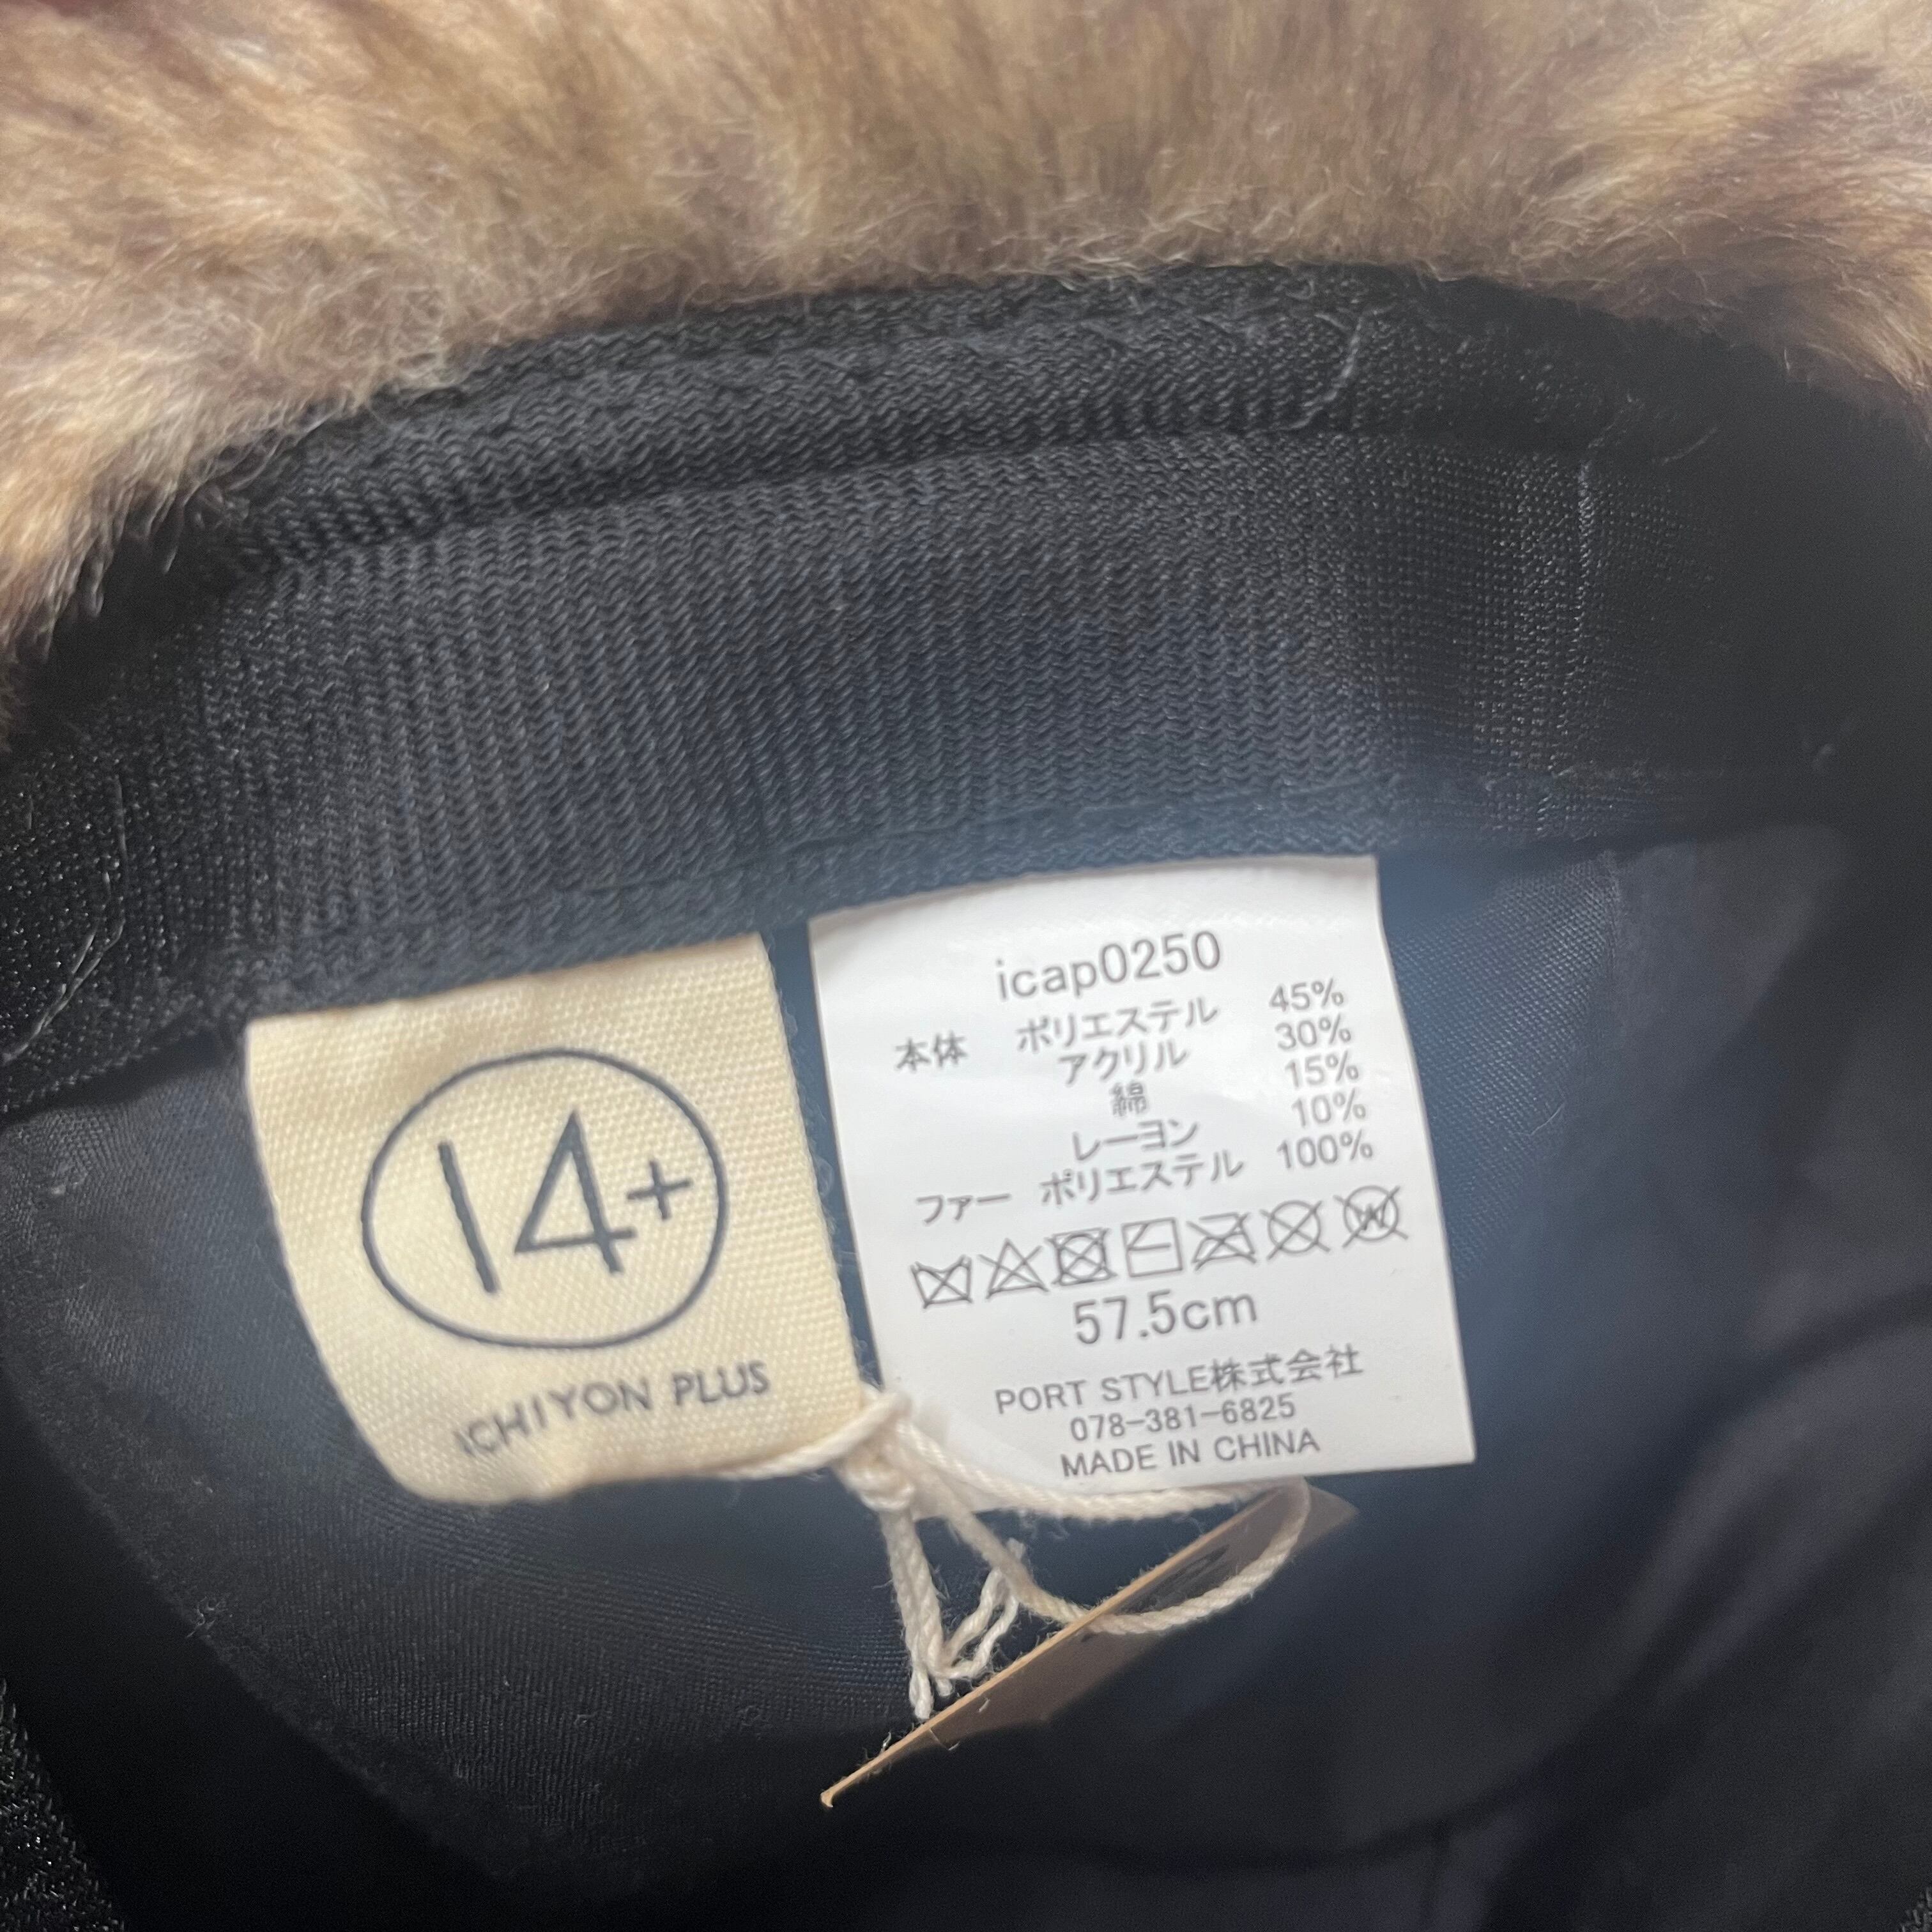 14+
ICHIYON PLUS
icap0250
本体 ポリエステル 45%
アクリル 30%
綿 15%
レーヨン 10%
ファー ポリエステル 100%
57.5cm
PORT STYLE株式会社
078-381-6825
MADE IN CHINA